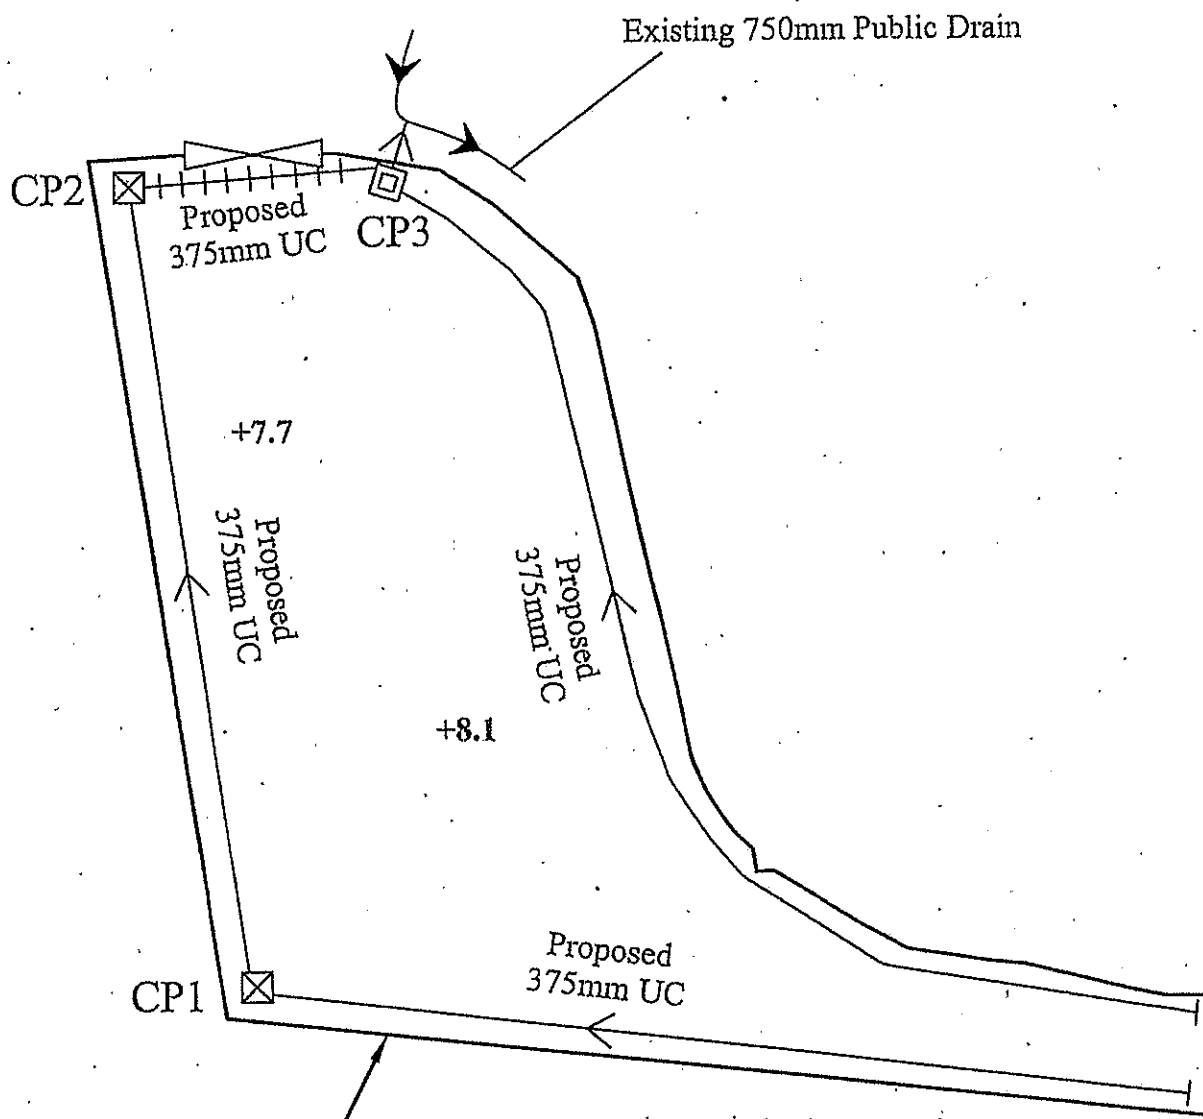 Existing 750mm Public Drain
CP2
Proposed
375mm UC
CP3
+7.7
Proposed
375mm UC
Proposed
375mm UC
+8.1
Proposed
375mm UC
CP1